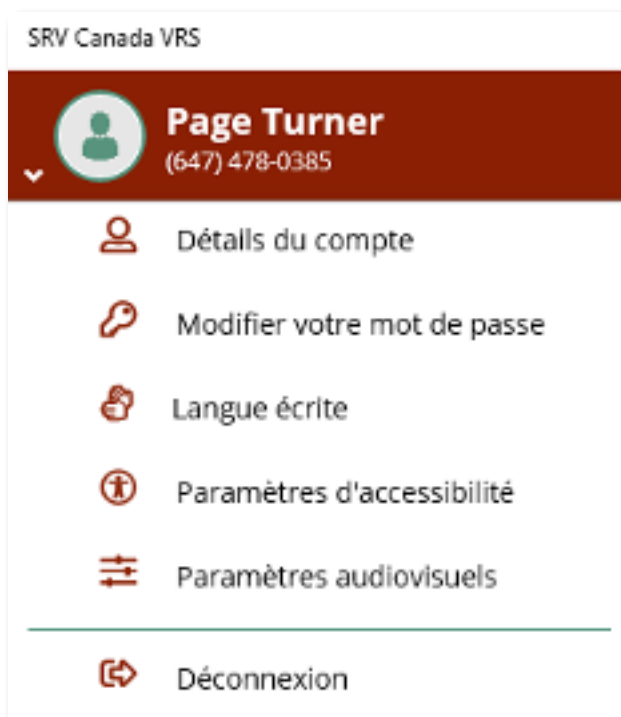 SRV Canada VRS
Page Turner
(647) 478-0385
Détails du compte
Modifier votre mot de passe
Langue écrite
Paramètres d'accessibilité
Paramètres audiovisuels
Déconnexion